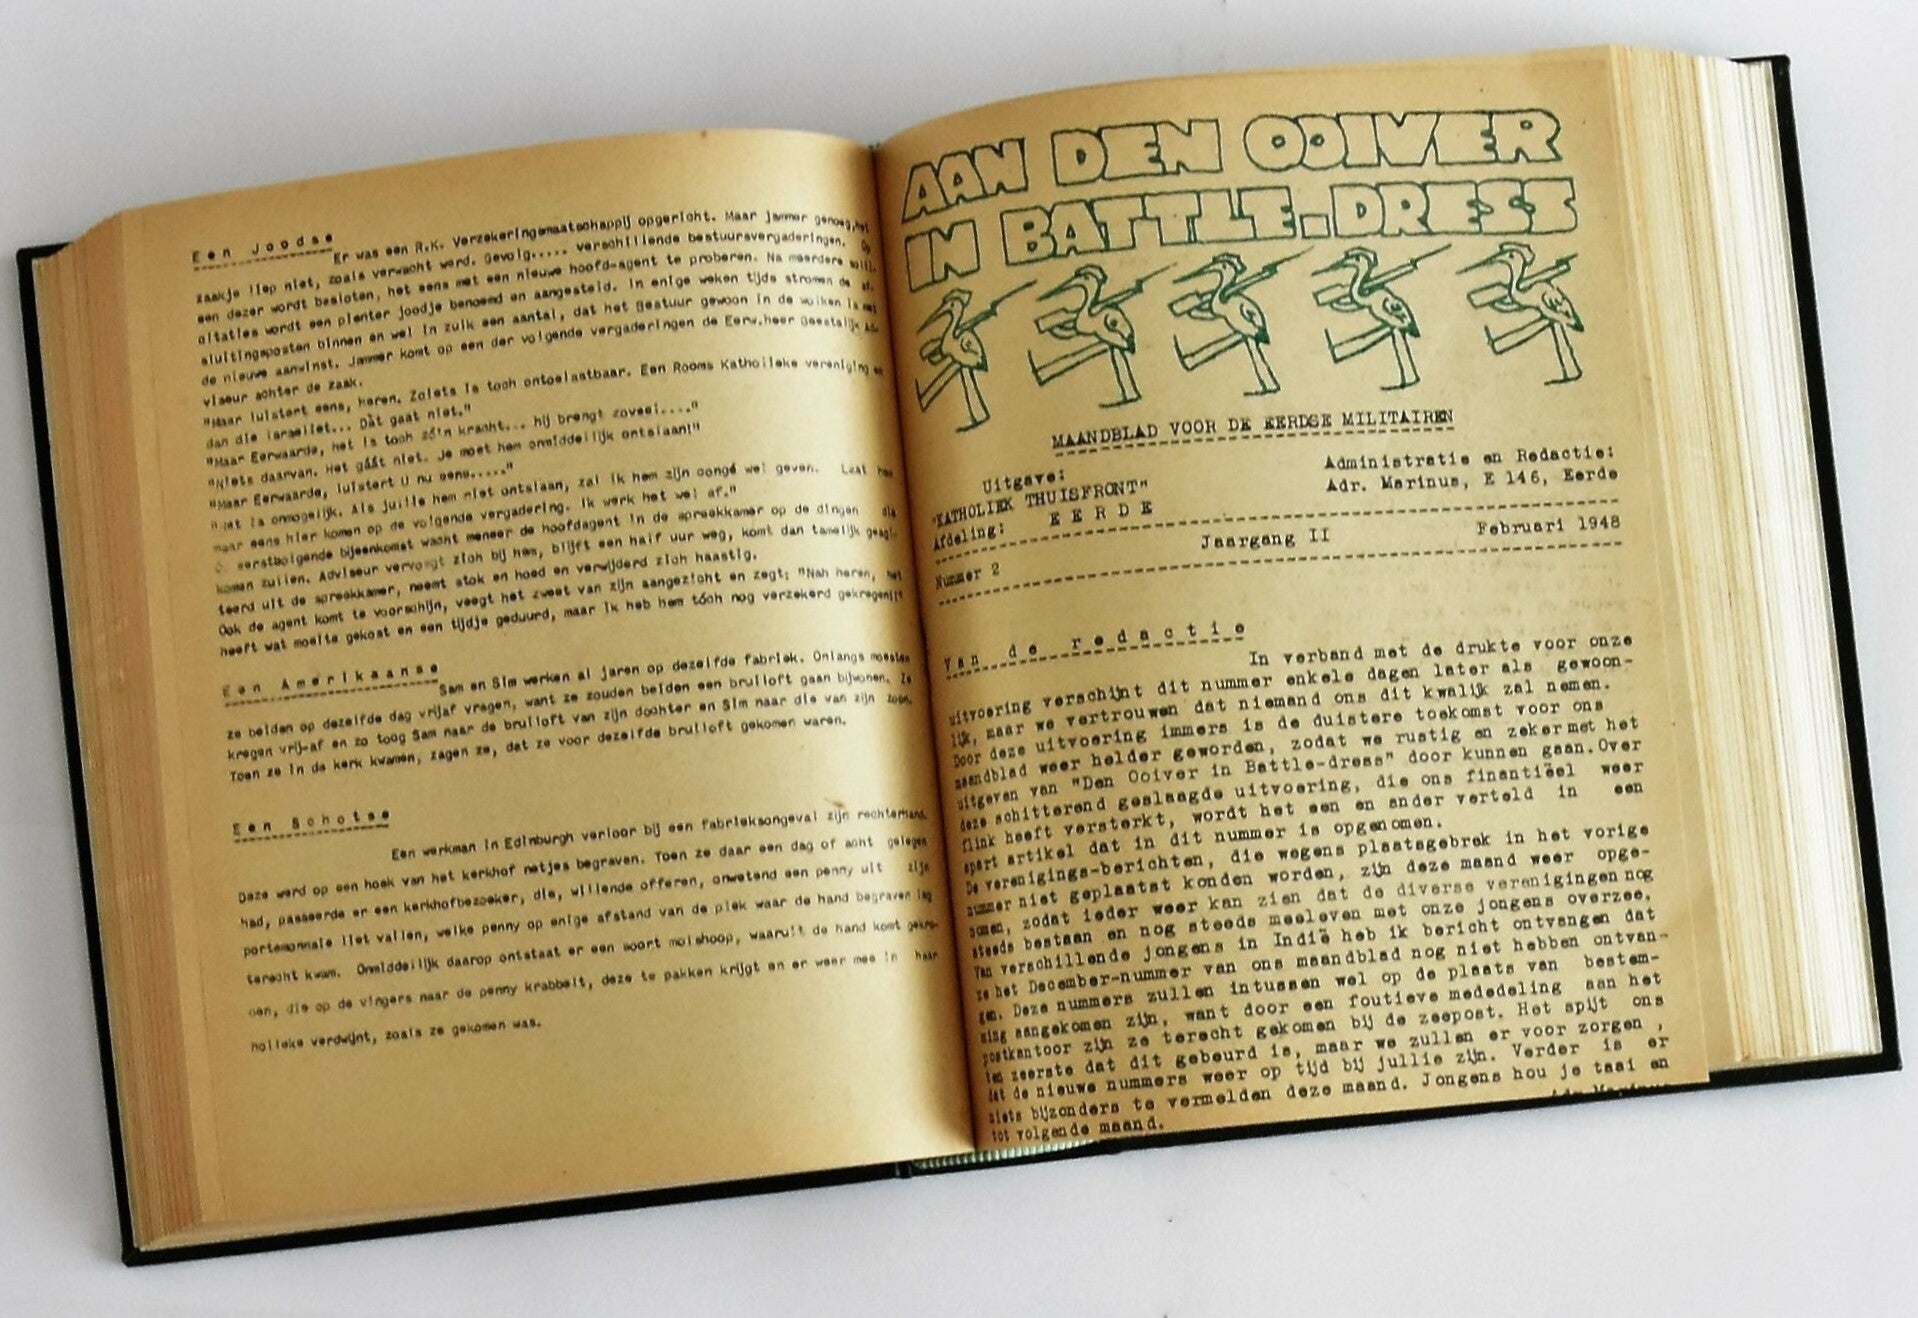 Een Joodse
Er was een R.K. Verzekeringsmaatschappij opgericht. Maar jammer genoeg, het
zaakje liep niet, zoals verwacht werd. Gevolg..... verschillende bestuursvergaderingen. Op
een dezer wordt besloten, het eens met een nieuwe hoofd-agent te proberen. Na meerdere solli-
citaties wordt een pienter joodje benoemd en aangesteld. In enige weken tijds stromen de af-
sluitingsposten binnen en wel in zulk een aantal, dat het Bestuur gewoon in de wolken is met
de nieuwe aanwinst. Jammer komt op een der volgende vergaderingen de Eerw.heer Geestelijk Ad-
viseur achter de zaak.
"Maar luistert eens, heren. Zoiets is toch ontoelaatbaar. Een Rooms Katholieke vereniging en
dan die israeliet... Dàt gaat niet."
"Maar Eerwaarde, het is toch zó'n kracht... hij brengt zoveel...."
"Niets daarvan. Het gáát niet. Je moet hem onmiddellijk ontslaan!"
"Maar Eerwaarde, luistert U nu eens....."
is onmogelijk. Als jullie hem niet ontslaan, zal ik hem zijn congé wel geven. Laat hem
maar eens hier komen op de volgende vergadering. Ik werk het wel af."
eerstbolgende bijeenkomst wacht meneer de hoofdagent in de spreekkamer op de dingen die
komen zullen. Adviseur vervoegt zich bij hem, blijft een half uur weg, komt dan tamelijk geagi-
teerd uit de spreekkamer, neemt stok en hoed en verwijderd zich haastig.
Ook de agent komt te voorschijn, veegt het zweet van zijn aangezicht en zegt: "Nah heren, het
heeft wat moeite gekost en een tijdje geduurd, maar ik heb hem tóch nog verzekerd gekregen!"
Een Amerikaanse
Sam en Sim werken al jaren op dezelfde fabriek. Onlangs moesten
ze beiden op dezelfde dag vrijaf vragen, want ze zouden beiden een bruiloft gaan bijwonen. Ze
kregen vrij-af en zo toog Sam naar de bruiloft van zijn dochter en Sim naar die van zijn zoon.
Toen ze in de kerk kwamen, zagen ze, dat ze voor dezelfde bruiloft gekomen waren.
Een Schotse
Een werkman in Edinburgh verloor bij een fabrieksongeval zijn rechterhand.
Deze werd op een hoek van het kerkhof netjes begraven. Toen ze daar een dag of acht gelegen
had, passeerde er een kerkhofbezoeker, die, willende offeren, onwetend een penny uit zijn
portemonnaie liet vallen, welke penny op enige afstand van de plek waar de hand begraven lag
terecht kwam. Onmiddellijk daarop ontstaat er een soort molshoop, waaruit de hand komt gekro-
pen, die op de vingers naar de penny krabbelt, deze te pakken krijgt en er weer mee in haar
holleke verdwijnt, zoals ze gekomen was.
AAN DEN OOIVER
IN BATTLE-DRESS
MAANDBLAD VOOR DE EERDSE MILITAIREN
Uitgave: Administratie en Redactie:
"KATHOLIEK THUISFRONT" Adr. Marinus, E 146, Eerde
Afdeling: EERDE
Nummer 2 Jaargang II Februari 1948
Van de redactie
In verband met de drukte voor onze
uitvoering verschijnt dit nummer enkele dagen later als gewoon-
lijk, maar we vertrouwen dat niemand ons dit kwalijk zal nemen.
Door deze uitvoering immers is de duistere toekomst voor ons
maandblad weer helder geworden, zodat we rustig en zeker met het
uitgeven van "Den Ooiver in Battle-dress" door kunnen gaan. Over
deze schitterend geslaagde uitvoering, die ons finantiëel weer
flink heeft versterkt, wordt het een en ander verteld in een
apart artikel dat in dit nummer is opgenomen.
De verenigings-berichten, die wegens plaatsgebrek in het vorige
nummer niet geplaatst konden worden, zijn deze maand weer opge-
nomen, zodat ieder weer kan zien dat de diverse verenigingen nog
steeds bestaan en nog steeds meeleven met onze jongens overzee.
Van verschillende jongens in Indië heb ik bericht ontvangen dat
ze het December-nummer van ons maandblad nog niet hebben ontvan-
gen. Deze nummers zullen intussen wel op de plaats van bestem-
ming aangekomen zijn, want door een foutieve mededeling aan het
postkantoor zijn ze terecht gekomen bij de zeepost. Het spijt ons
ten zeerste dat dit gebeurd is, maar we zullen er voor zorgen,
dat de nieuwe nummers weer op tijd bij jullie zijn. Verder is er
niets bijzonders te vermelden deze maand. Jongens hou je taai en
tot volgende maand.